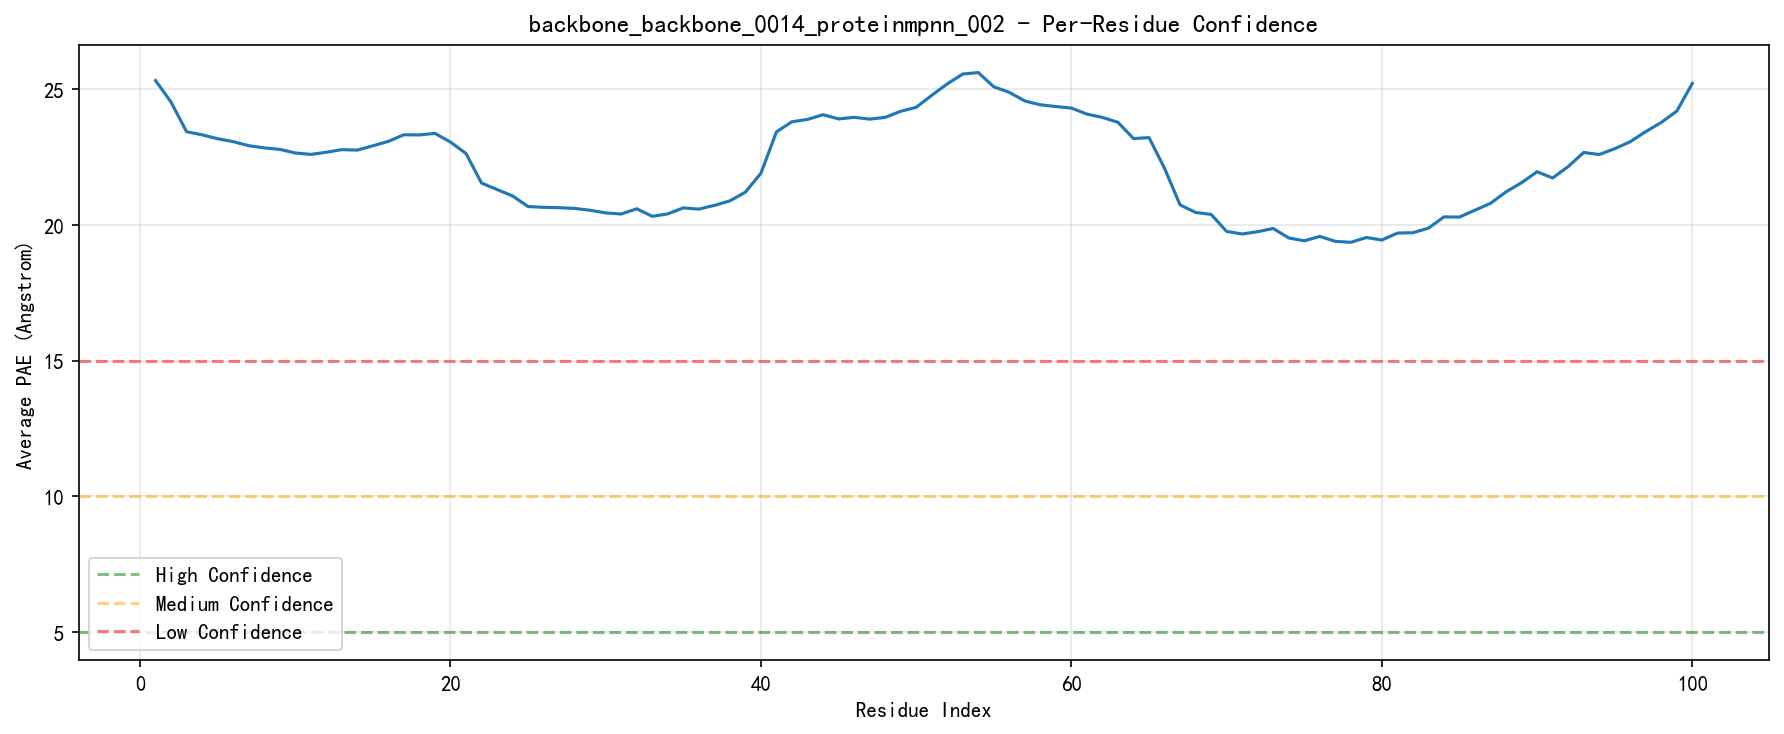 backbone_backbone_0014_proteinmpnn_002 - Per-Residue Confidence
Average PAE (Angstrom)
25
20
15
10
5
High Confidence
Medium Confidence
Low Confidence
0 20 40 60 80 100
Residue Index